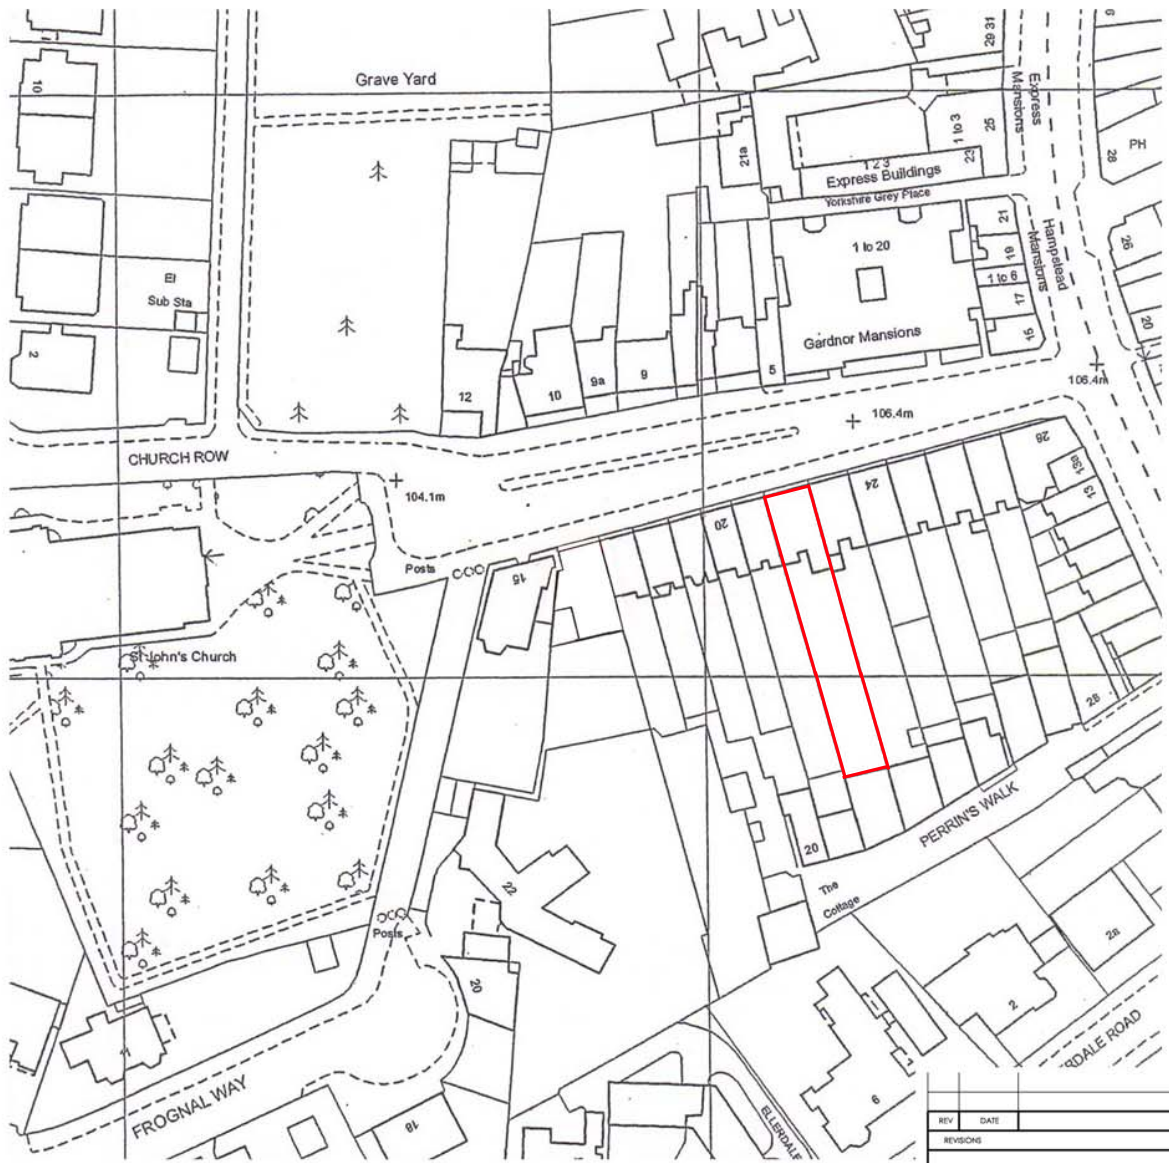 Grave Yard
10
29 31
Express
Mansions
1 to 3
25
23
PH
28
21a
1 2 3
Express Buildings
Yorkshire Grey Place
21
19
1 to 6
17
15
Hampstead
Mansions
26
20
1 to 20
Gardnor Mansions
El
Sub Sta
2
12
10
9a
9
5
106.4m
106.4m
CHURCH ROW
104.1m
Posts
15
20
24
28
13a
13
St John's Church
28
PERRIN'S WALK
20
The
Cottage
22
Posts
20
11
FROGNAL WAY
18
2a
2
6
ELLERDALE
RDALE ROAD
REV DATE
REVISIONS